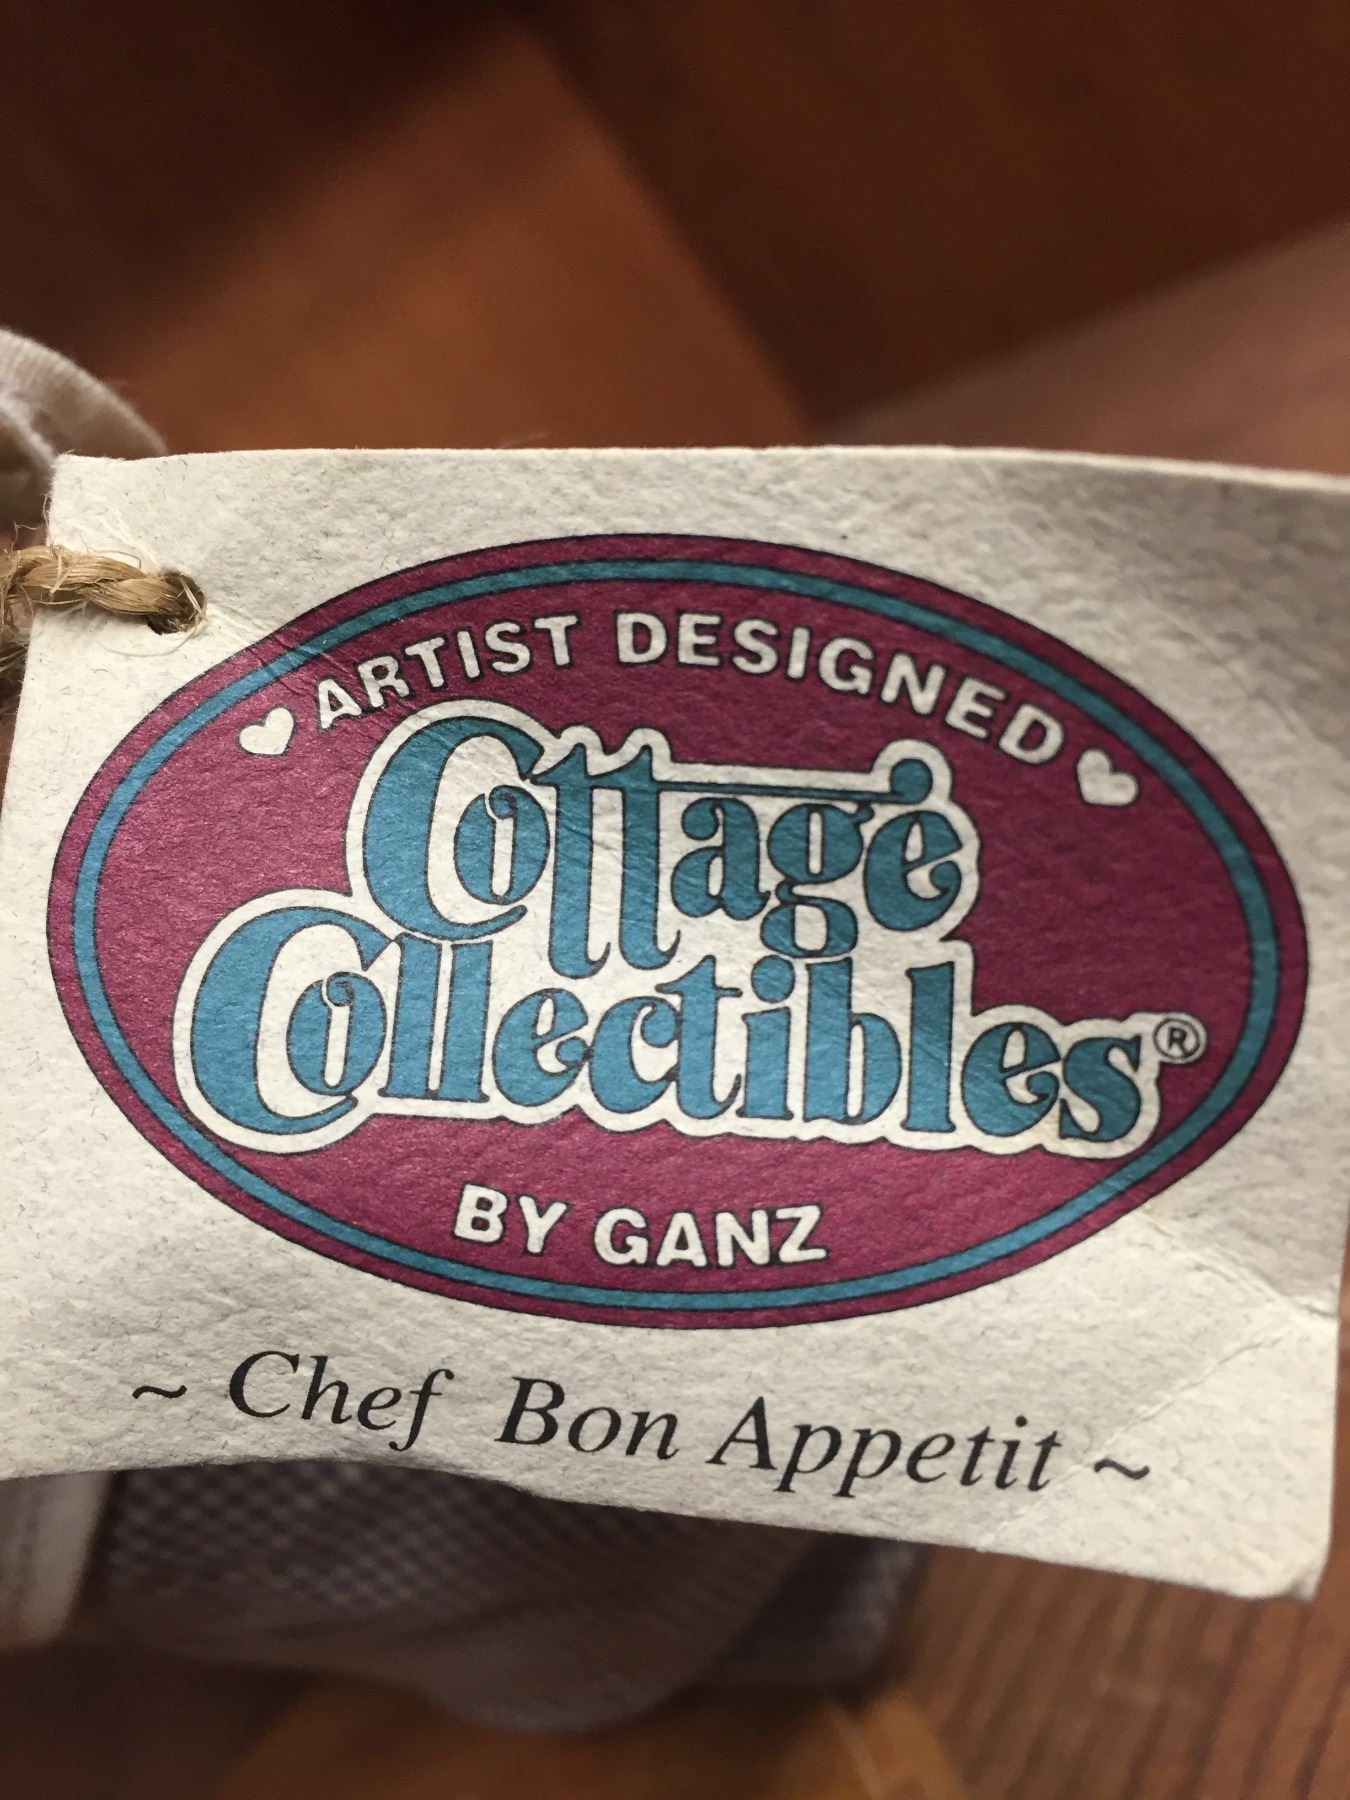 ARTIST DESIGNED
Cottage
Collectibles®
BY GANZ
~ Chef Bon Appetit ~